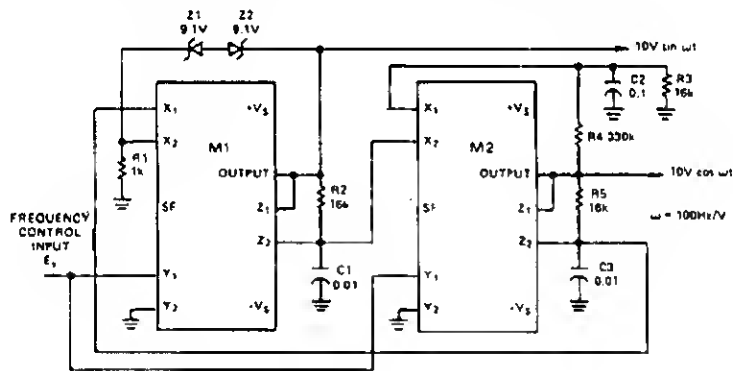 Z1
9.1V
Z2
9.1V
10V sin ωt
C2
0.1
R3
16k
X1
+VS
X2
M1
R1
1k
OUTPUT
SF
R2
16k
Z1
Z2
FREQUENCY
CONTROL
INPUT
Y1
C1
0.01
Y2
-VS
X1
+VS
R4 330k
X2
M2
OUTPUT
10V cos ωt
SF
R5
16k
Z1
ω = 100Hz/V
Z2
Y1
C3
0.01
Y2
-VS